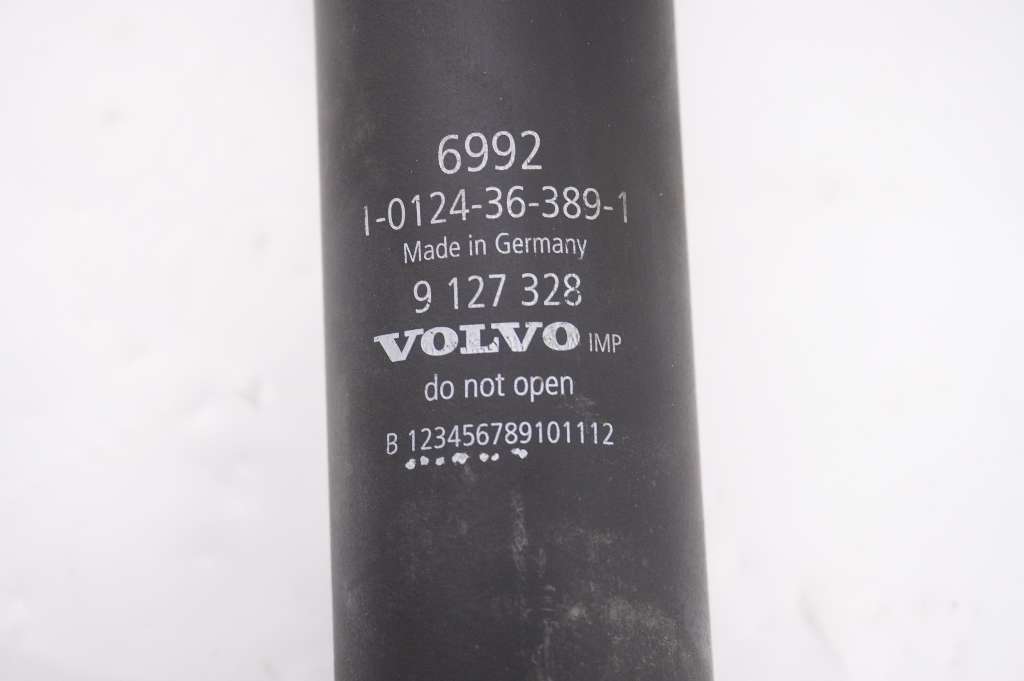 6992
I-0124-36-389-1
Made in Germany
9 127 328
VOLVO IMP
do not open
B 123456789101112